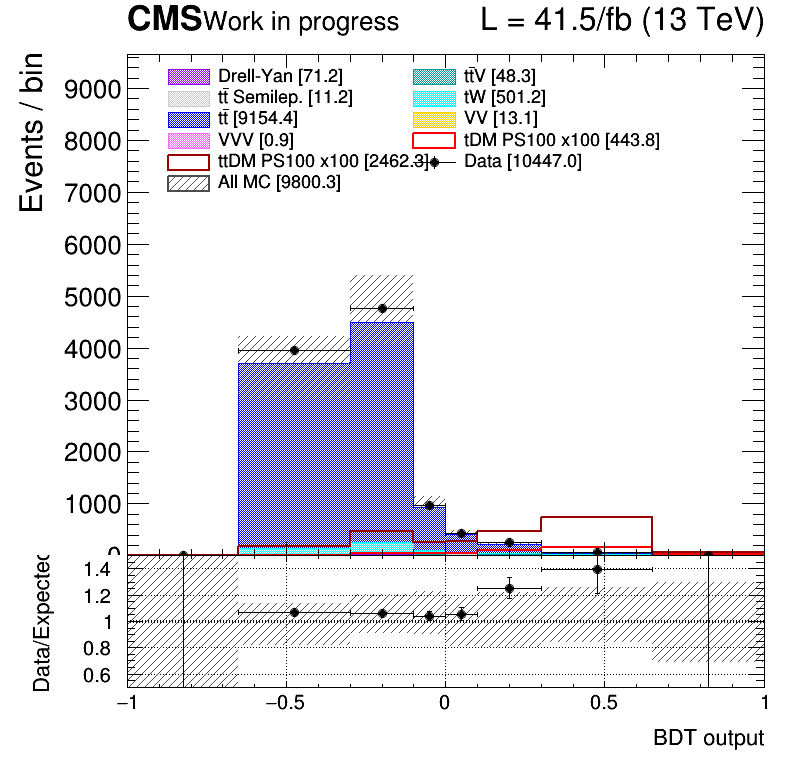 CMS Work in progress L = 41.5/fb (13 TeV)
Events / bin
9000
8000
7000
6000
5000
4000
3000
2000
1000
0
Drell-Yan [71.2] tt̄V [48.3]
tt̄ Semilep. [11.2] tW [501.2]
tt̄ [9154.4] VV [13.1]
VVV [0.9] tDM PS100 x100 [443.8]
ttDM PS100 x100 [2462.3] Data [10447.0]
All MC [9800.3]
Data/Expected
1.4
1.2
1
0.8
0.6
−1 −0.5 0 0.5 1
BDT output